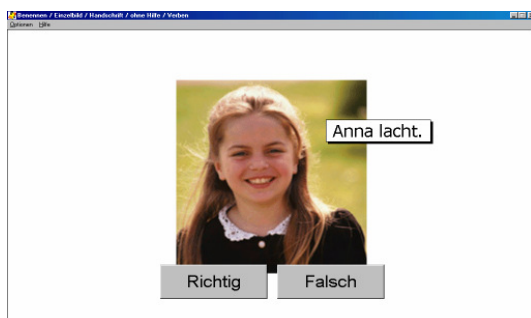 Benennen / Einzelbild / Handschrift / ohne Hilfe / Verben
Optionen Hilfe
Anna lacht.
Richtig Falsch